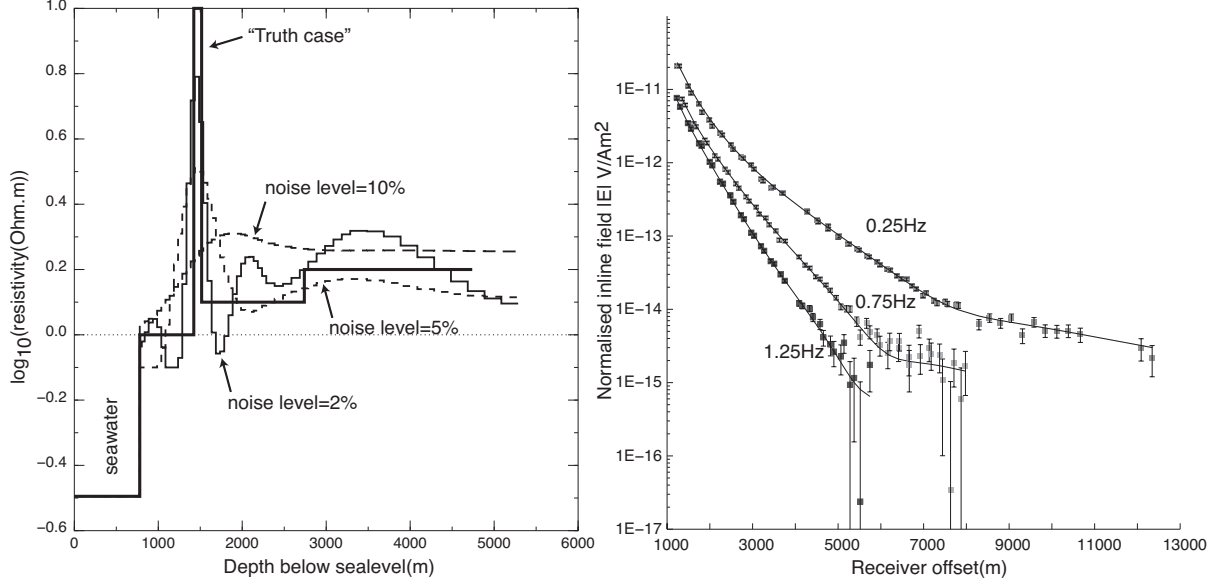 1.0
0.8
0.6
0.4
0.2
0.0
−0.2
−0.4
−0.6
log10(resistivity(Ohm.m))
0
1000
2000
3000
4000
5000
6000
Depth below sealevel(m)
“Truth case”
noise level=10%
noise level=5%
noise level=2%
seawater
1E-11
1E-12
1E-13
1E-14
1E-15
1E-16
1E-17
Normalised inline field |E| V/Am2
1000
3000
5000
7000
9000
11000
13000
Receiver offset(m)
0.25Hz
0.75Hz
1.25Hz